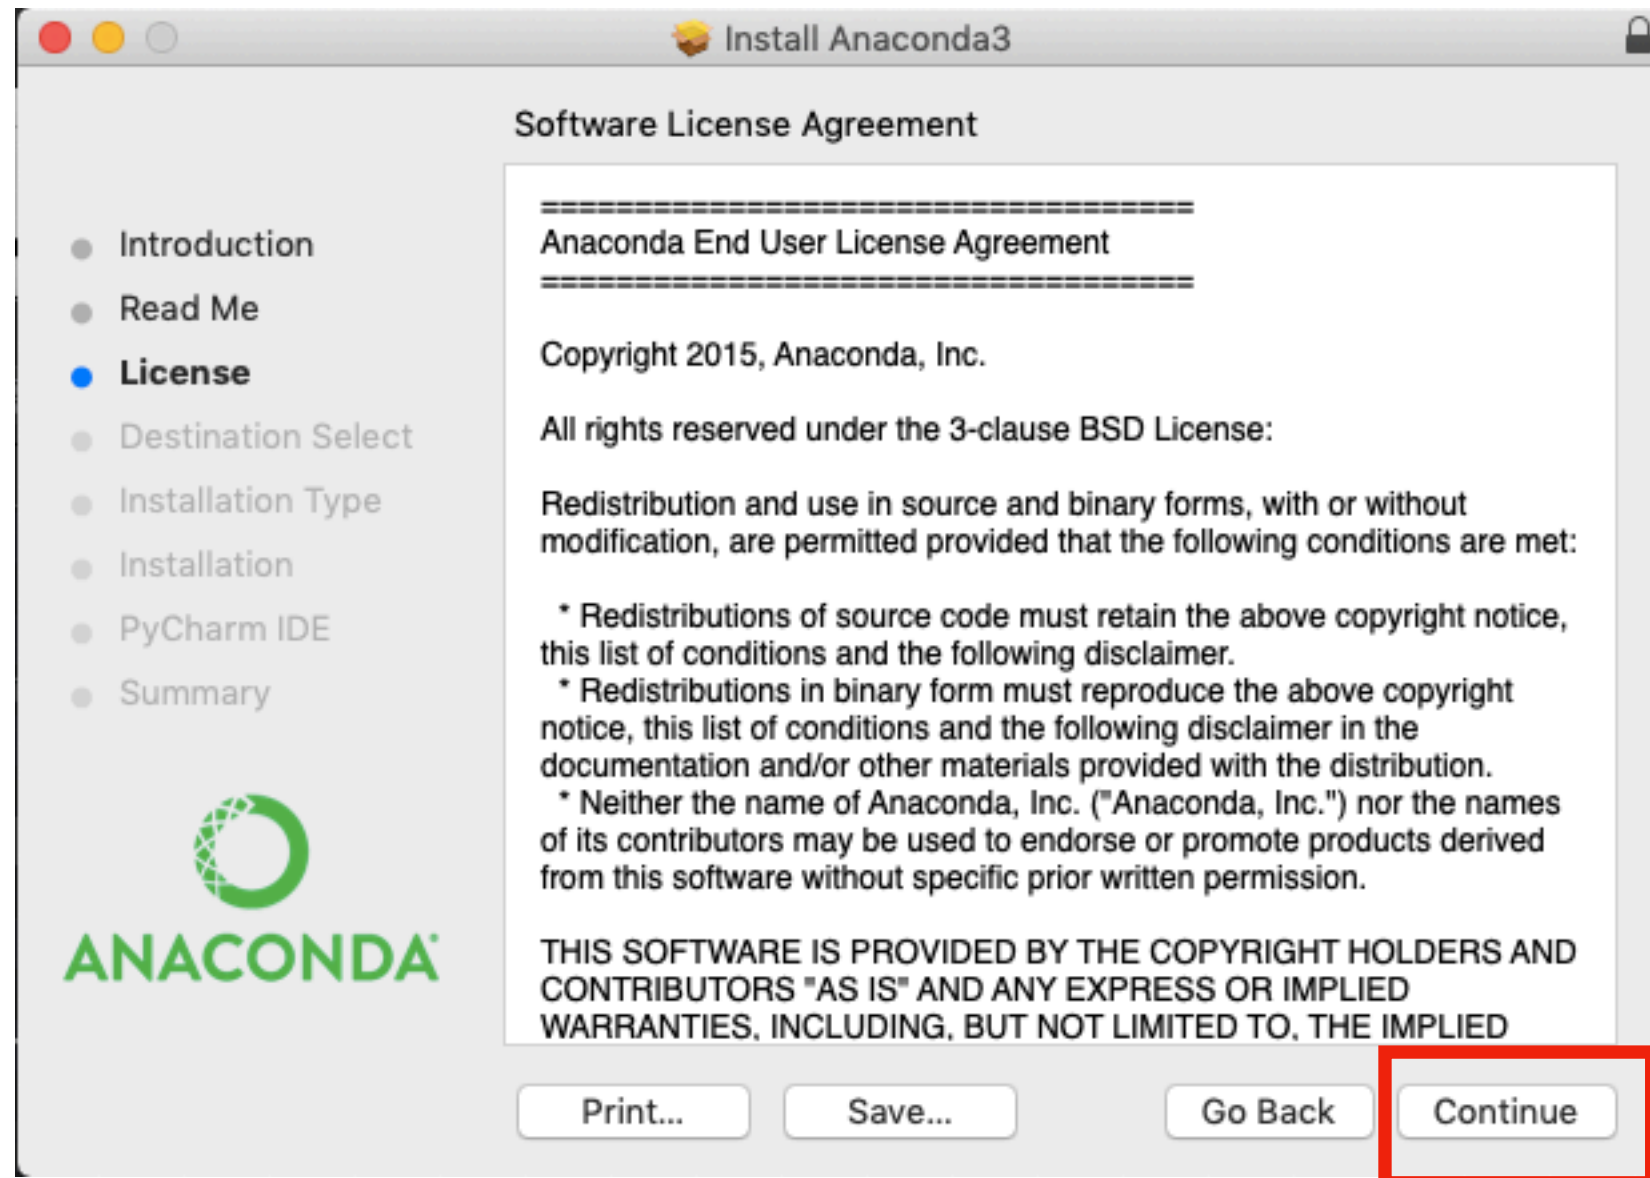 Install Anaconda3
Software License Agreement
Introduction
Read Me
License
Destination Select
Installation Type
Installation
PyCharm IDE
Summary
ANACONDA
==================================
Anaconda End User License Agreement
==================================
Copyright 2015, Anaconda, Inc.
All rights reserved under the 3-clause BSD License:
Redistribution and use in source and binary forms, with or without
modification, are permitted provided that the following conditions are met:
* Redistributions of source code must retain the above copyright notice,
this list of conditions and the following disclaimer.
* Redistributions in binary form must reproduce the above copyright
notice, this list of conditions and the following disclaimer in the
documentation and/or other materials provided with the distribution.
* Neither the name of Anaconda, Inc. ("Anaconda, Inc.") nor the names
of its contributors may be used to endorse or promote products derived
from this software without specific prior written permission.
THIS SOFTWARE IS PROVIDED BY THE COPYRIGHT HOLDERS AND
CONTRIBUTORS "AS IS" AND ANY EXPRESS OR IMPLIED
WARRANTIES, INCLUDING, BUT NOT LIMITED TO, THE IMPLIED
Print...
Save...
Go Back
Continue